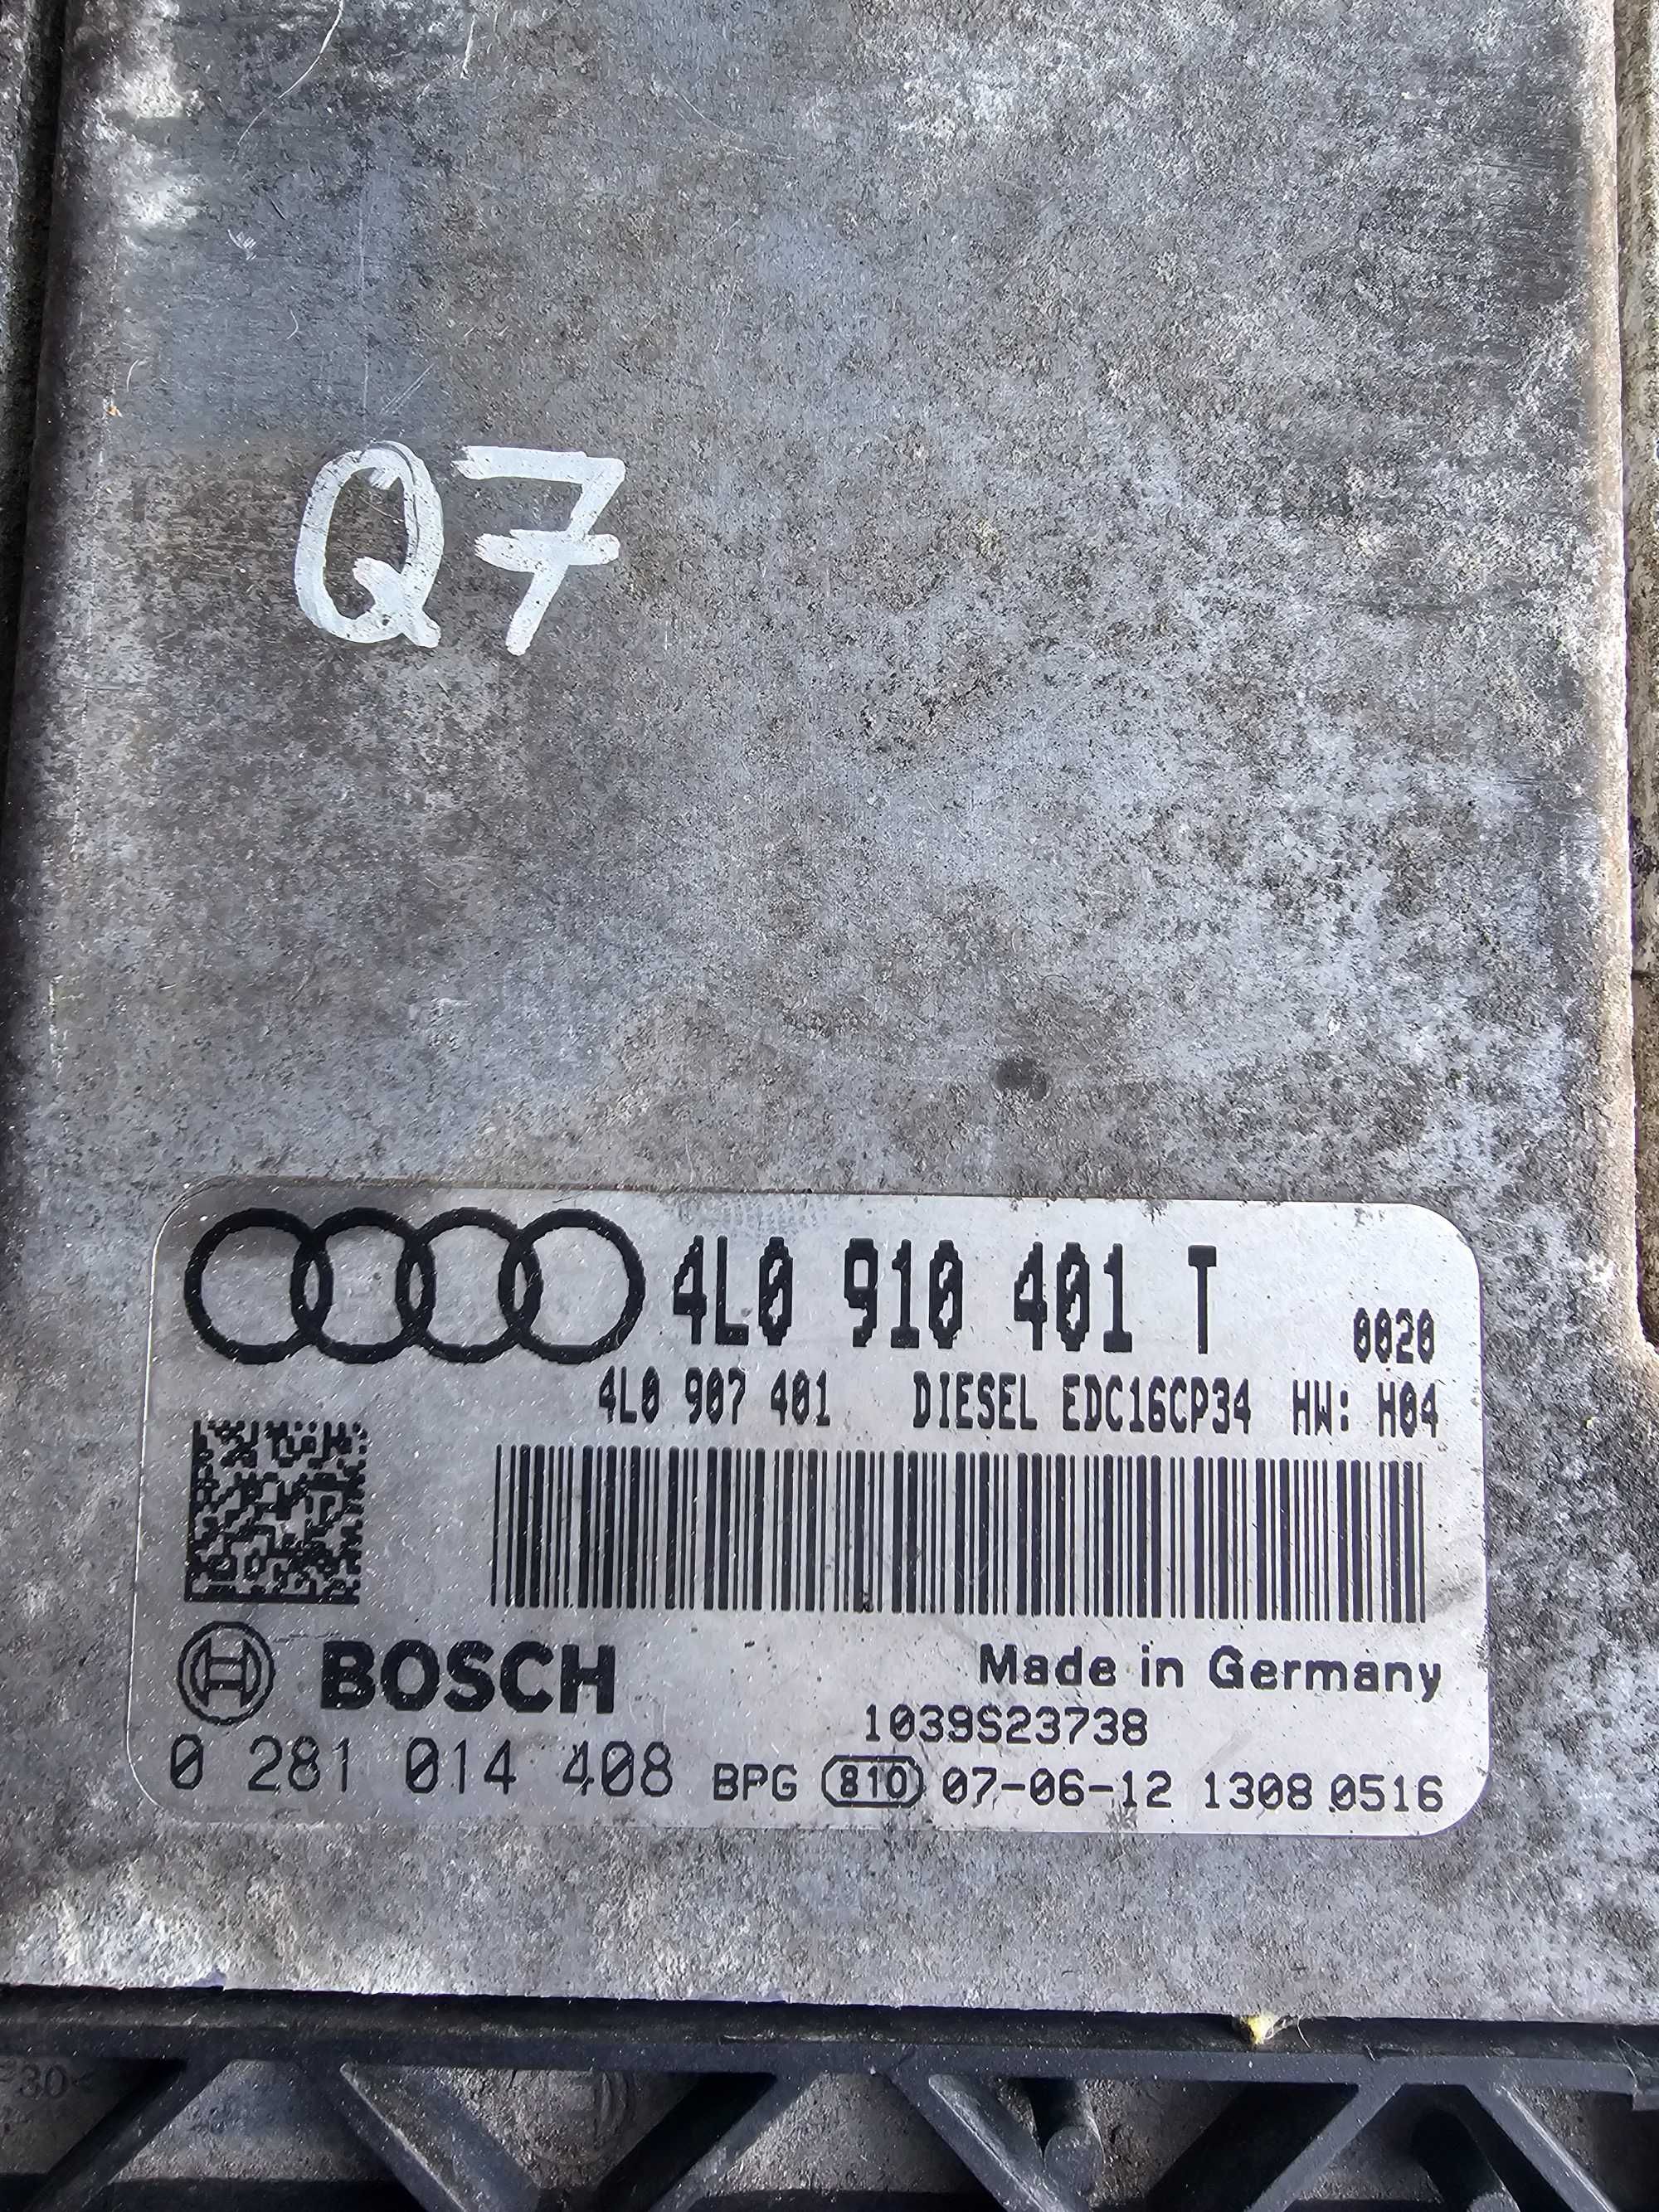 Q7
4L0 910 401 T
0020
4L0 907 401 DIESEL EDC16CP34 HW: H04
BOSCH
Made in Germany
1039S23738
0 281 014 408 BPG 810 07-06-12 1308 0516